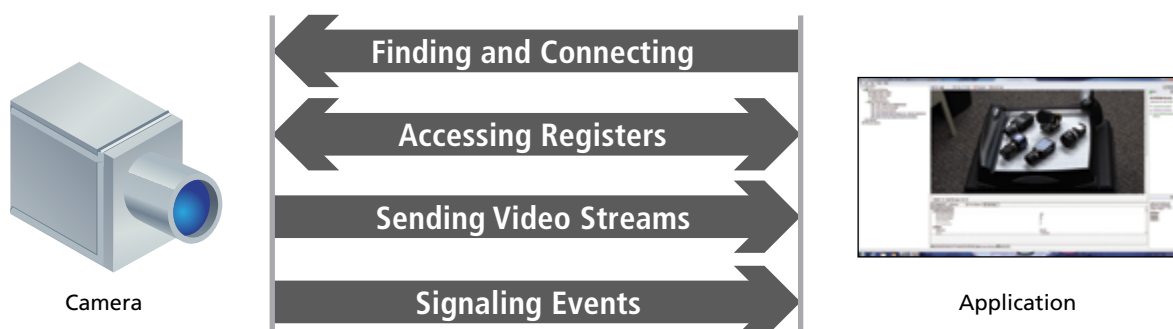 Finding and Connecting
Accessing Registers
Sending Video Streams
Signaling Events
Camera
Application